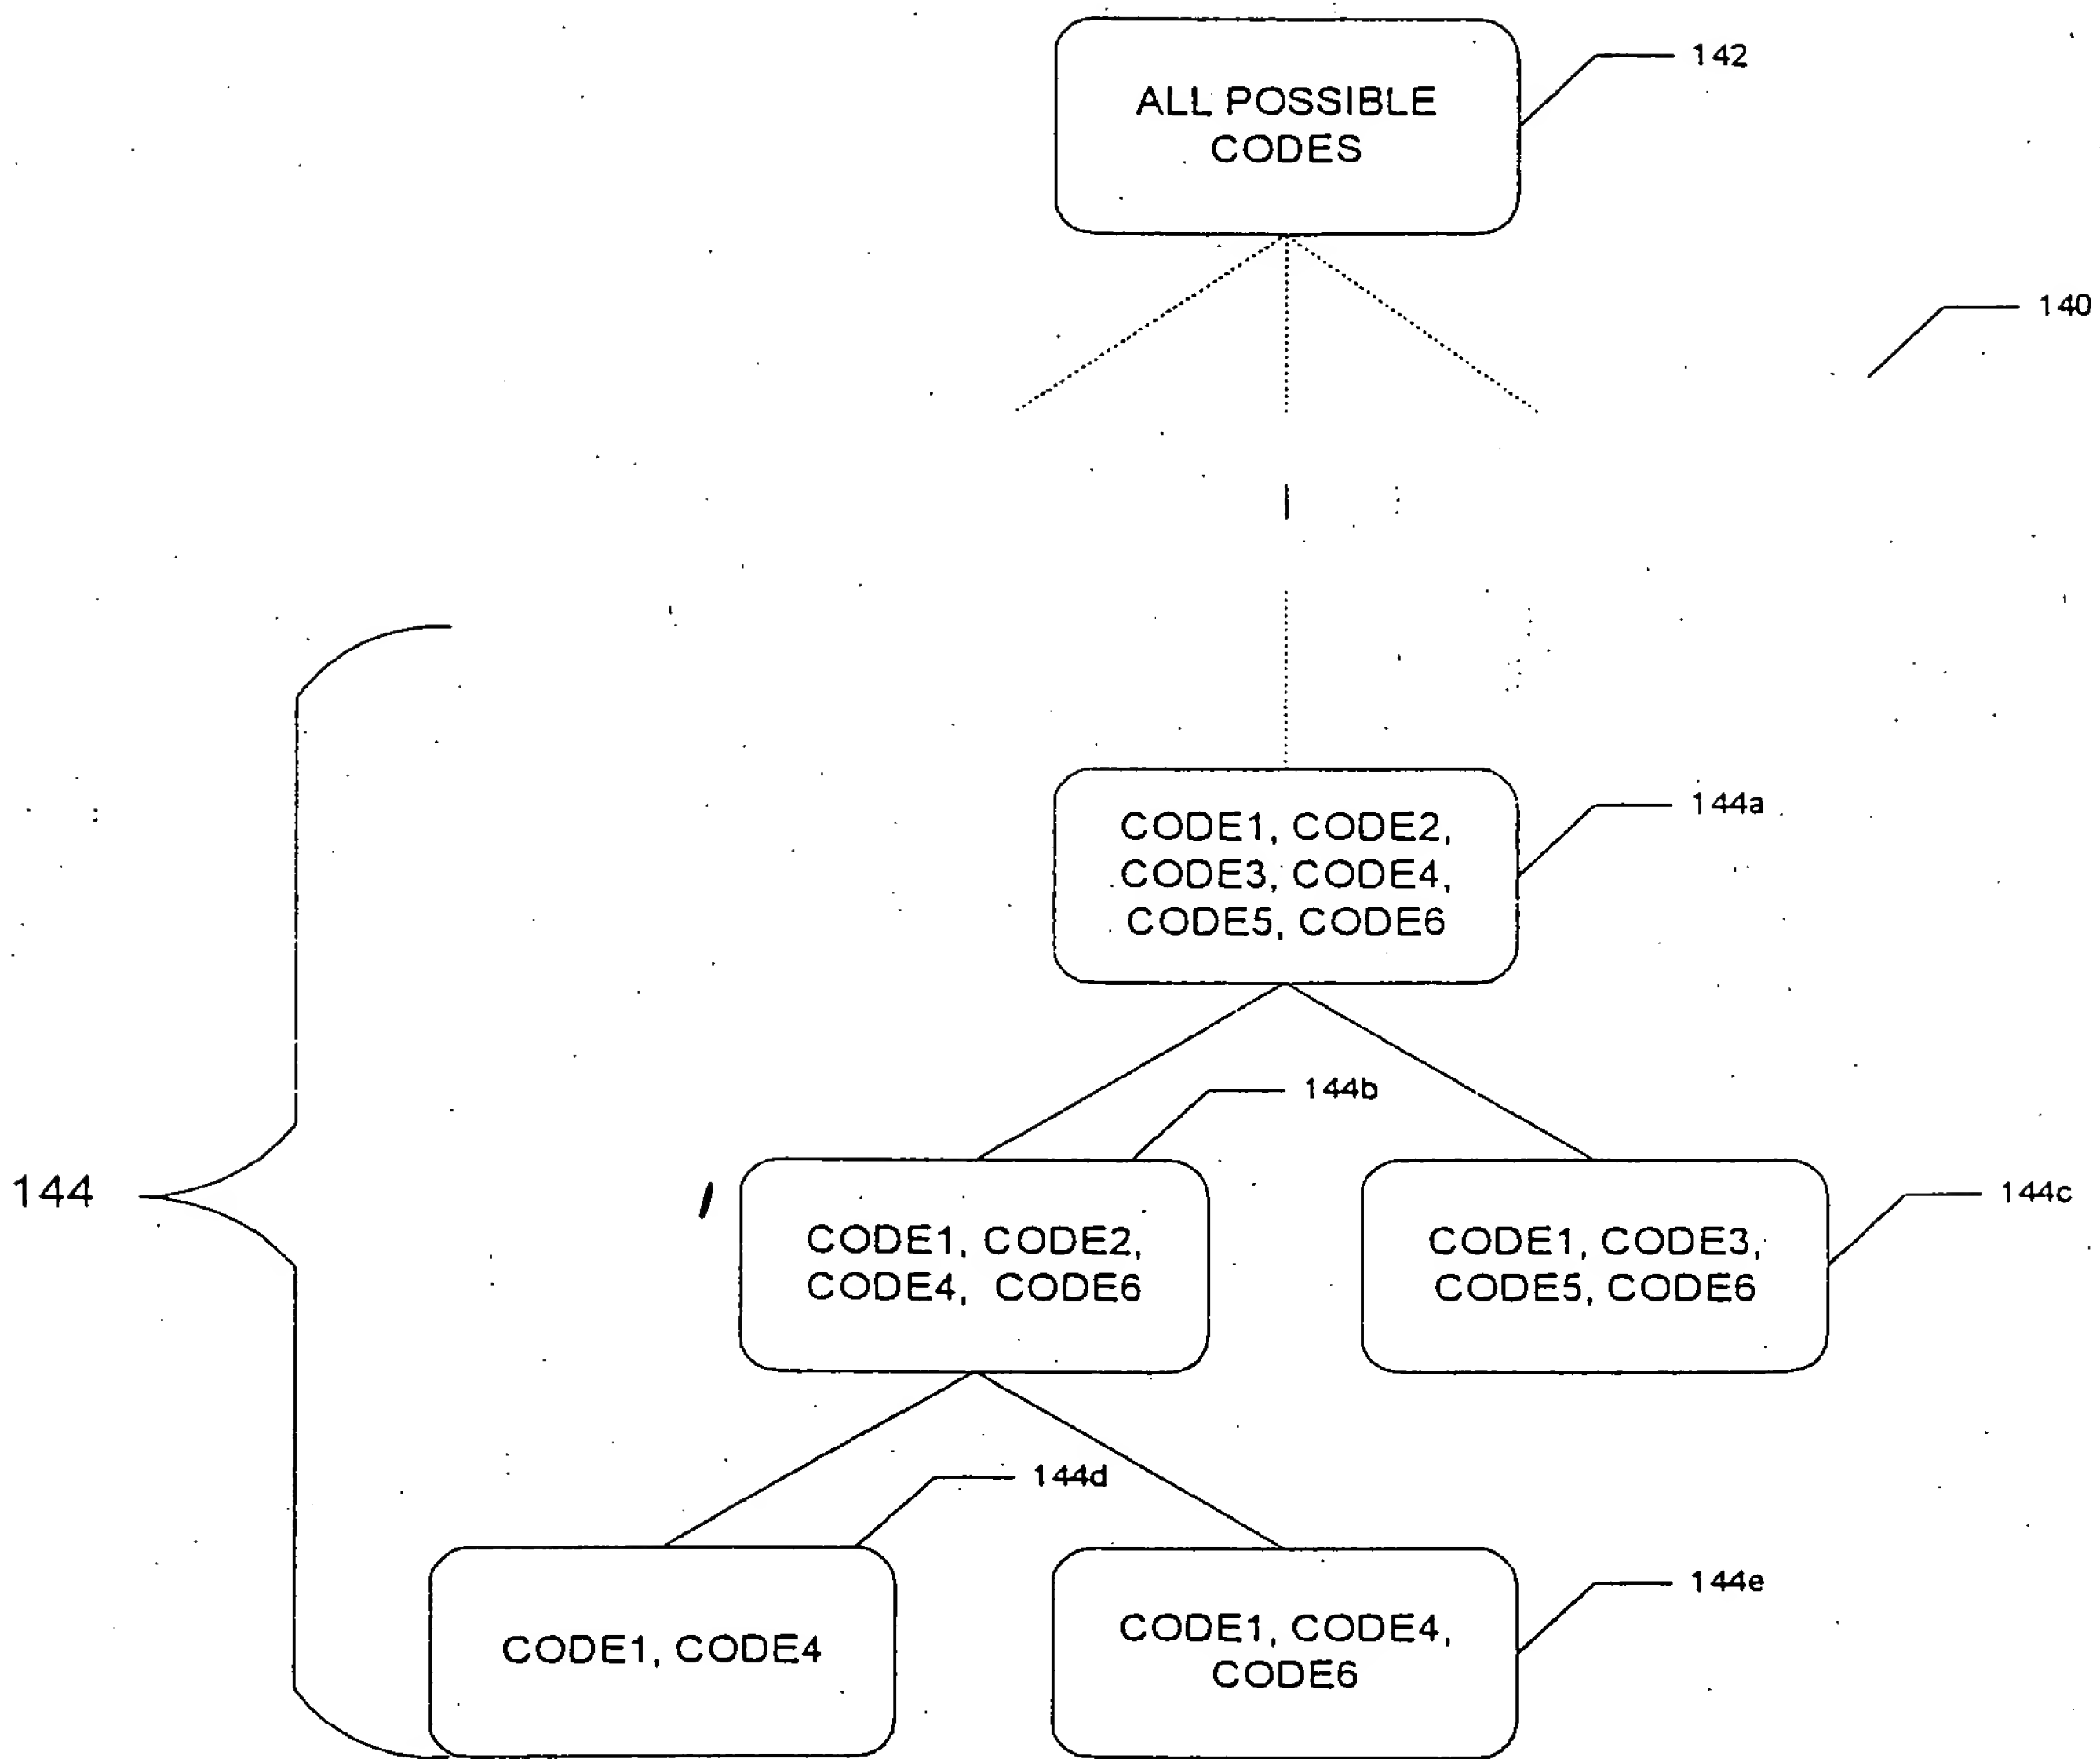 142
ALL POSSIBLE
CODES
140
144a
CODE1, CODE2,
CODE3, CODE4,
CODE5, CODE6
144b
144
144c
CODE1, CODE2,
CODE4, CODE6
CODE1, CODE3,
CODE5, CODE6
144d
144e
CODE1, CODE4
CODE1, CODE4,
CODE6